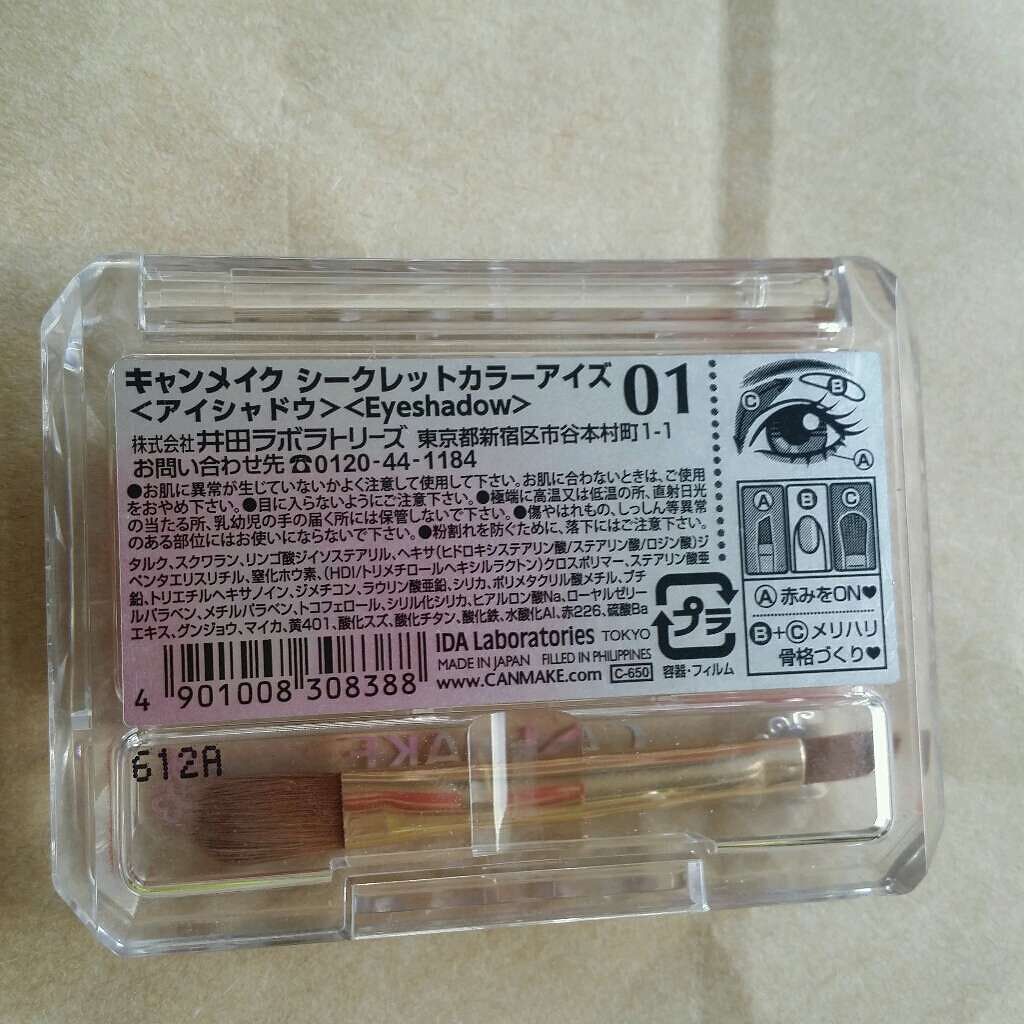 キャンメイク シークレットカラーアイズ
＜アイシャドウ＞＜Eyeshadow＞
01
株式会社 井田ラボラトリーズ 東京都新宿区市谷本村町1-1
お問い合わせ先☎0120-44-1184
●お肌に異常が生じていないかよく注意して使用して下さい。お肌に合わないときは、ご使用
をおやめ下さい。●目に入らないようにご注意下さい。●極端に高温又は低温の所、直射日光
の当たる所、乳幼児の手の届く所には保管しないで下さい。●傷やはれもの、しっしん等異常
のある部位にはお使いにならないで下さい。●粉割れを防ぐために、落下にはご注意下さい。
タルク、スクワラン、リンゴ酸ジイソステアリル、ヘキサ(ヒドロキシステアリン酸/ステアリン酸/ロジン酸)ジ
ペンタエリスリチル、窒化ホウ素、(HDI/トリメチロールヘキシルラクトン)クロスポリマー、ステアリン酸亜
鉛、トリエチルヘキサノイン、ジメチコン、ラウリン酸亜鉛、シリカ、ポリメタクリル酸メチル、ブチ
ルパラベン、メチルパラベン、トコフェロール、シリル化シリカ、ヒアルロン酸Na、ローヤルゼリー
エキス、グンジョウ、マイカ、黄401、酸化スズ、酸化チタン、酸化鉄、水酸化Al、赤226、硫酸Ba
4 901008 308388
IDA Laboratories TOKYO
MADE IN JAPAN FILLED IN PHILIPPINES
www.CANMAKE.com C-650
プラ
容器・フィルム
C
B
A
A B C
Ⓐ 赤みをON♥
Ⓑ+Ⓒ メリハリ
骨格づくり♥
612A